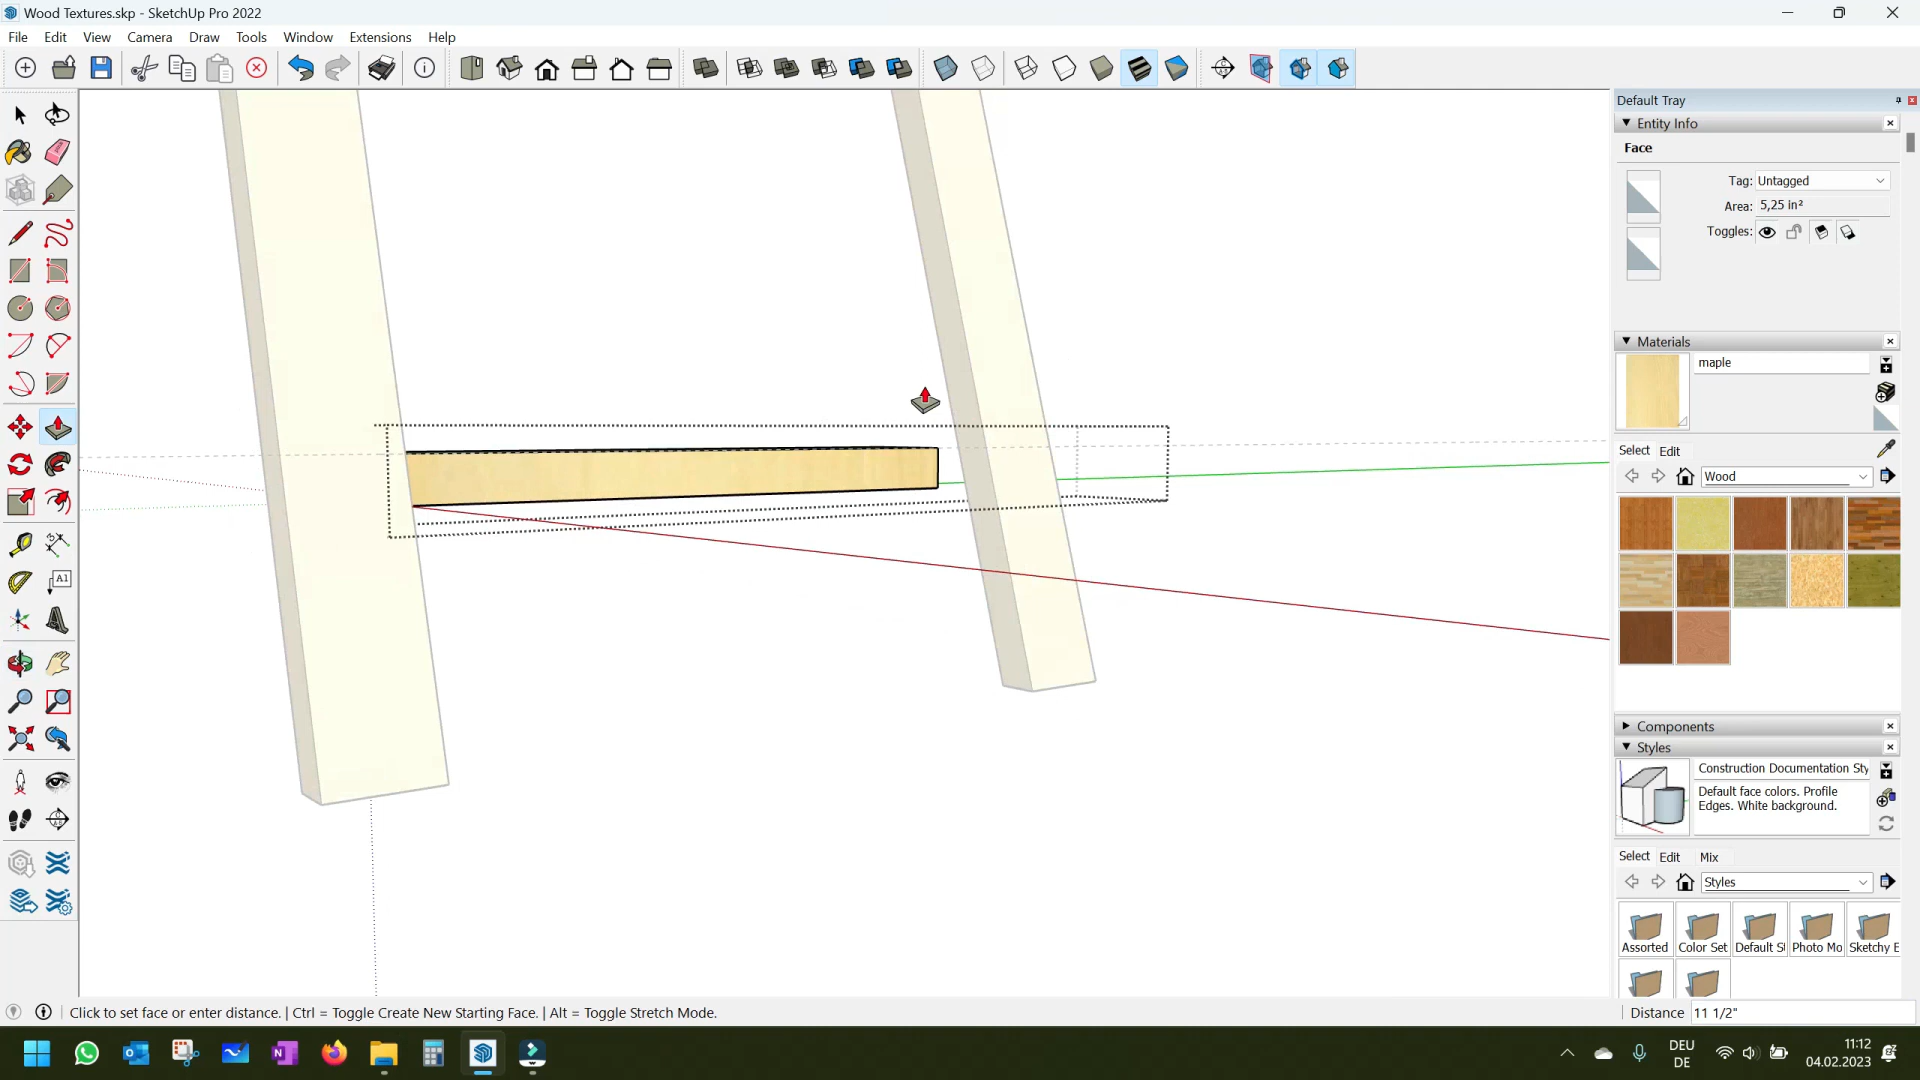 Wood Textures.skp - SketchUp Pro 2022
File Edit View Camera Draw Tools Window Extensions Help
Default Tray
Entity Info
Face
Tag: Untagged
Area: 5,25 in²
Toggles:
Materials
maple
Select Edit
Wood
Components
Styles
Construction Documentation Sty
Default face colors. Profile
Edges. White background.
Select Edit Mix
Styles
Assorted Color Set Default S Photo Mo Sketchy E
A1
Click to set face or enter distance. | Ctrl = Toggle Create New Starting Face. | Alt = Toggle Stretch Mode.
Distance 11 1/2"
DEU
DE
11:12
04.02.2023